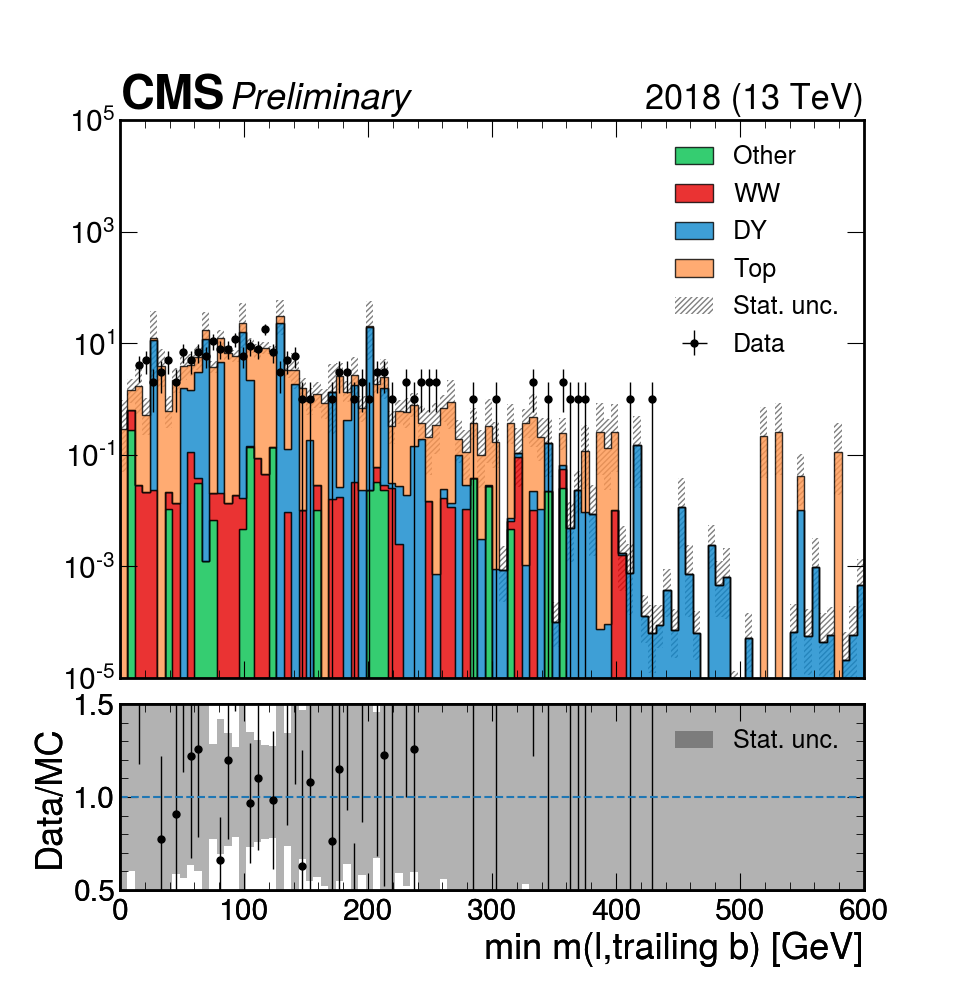 CMS Preliminary 2018 (13 TeV)
10^5
10^3
10^1
10^-1
10^-3
10^-5
Other
WW
DY
Top
Stat. unc.
Data
1.5
1.0
0.5
Data/MC
Stat. unc.
0 100 200 300 400 500 600
min m(l,trailing b) [GeV]